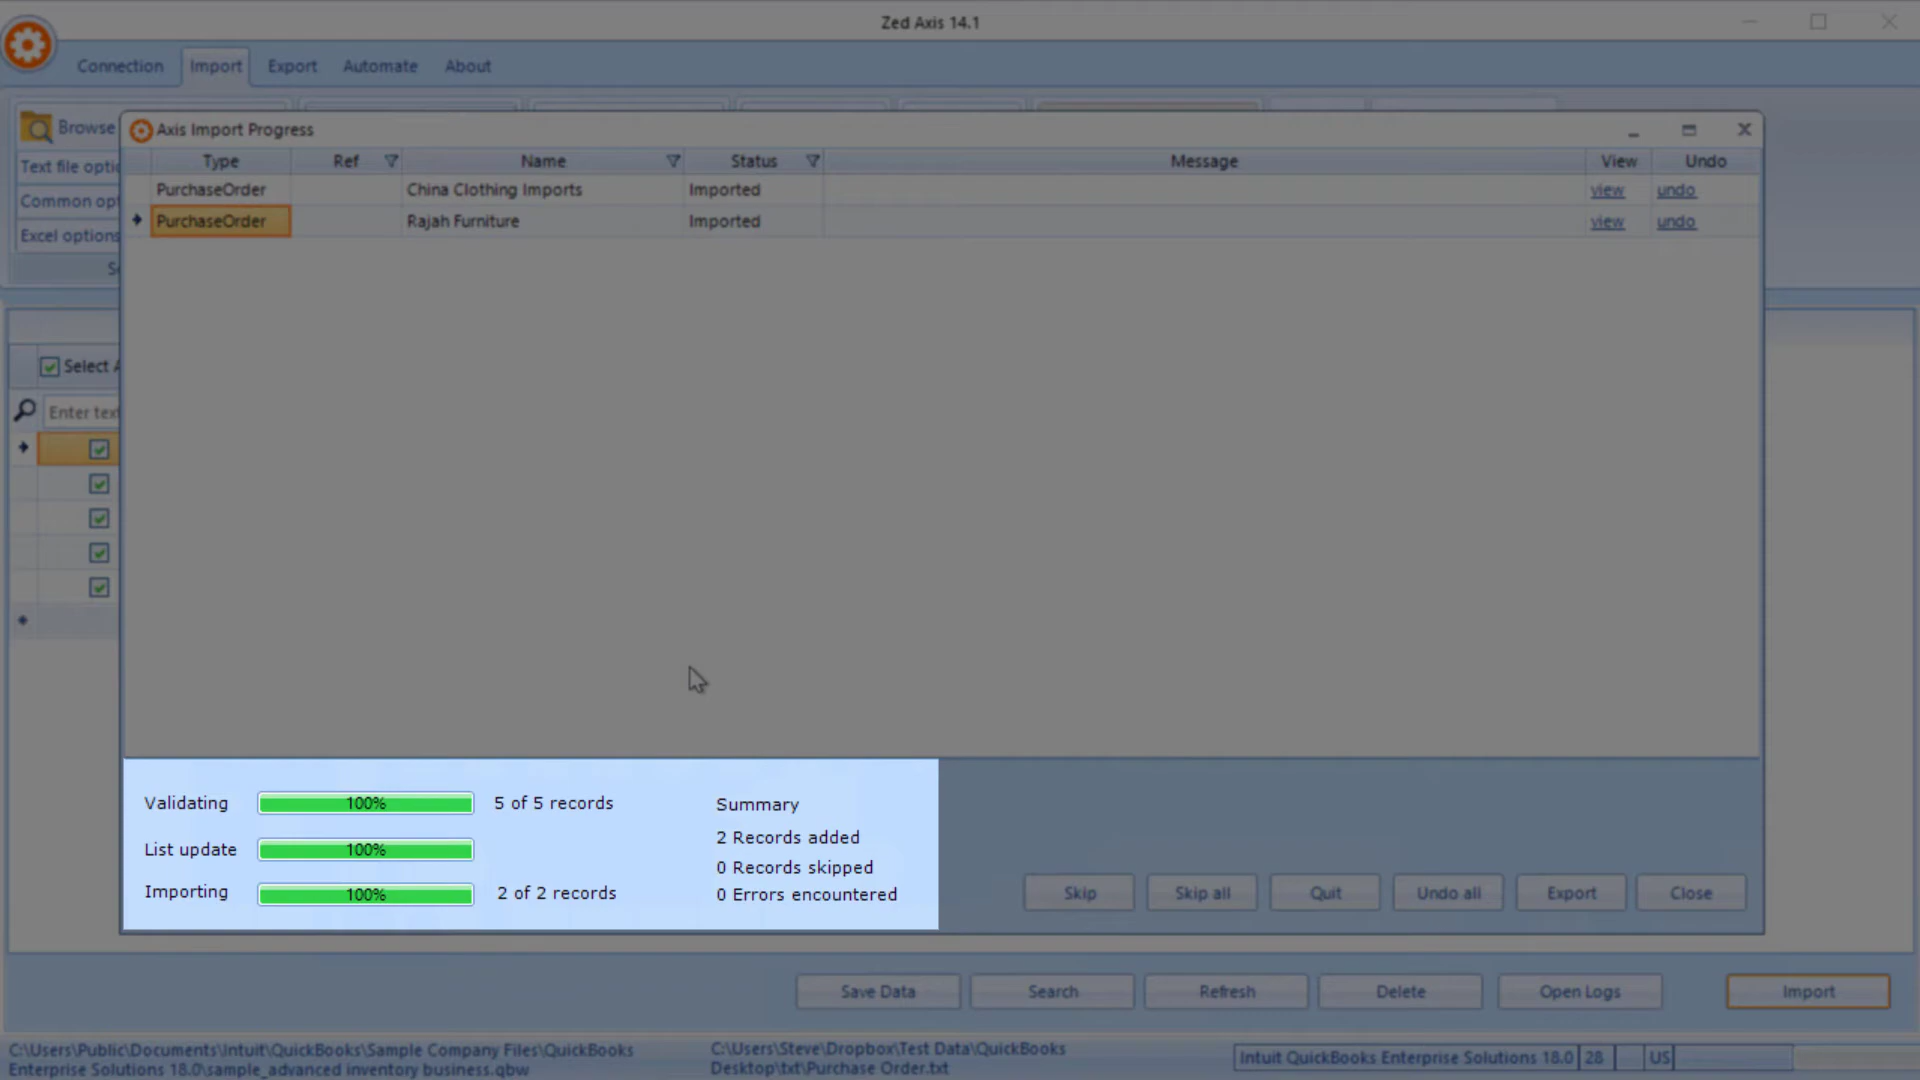 Zed Axis 14.1
Connection Import Export Automate About
Browse
Text file optio
Common opt
Excel options
Axis Import Progress
Type Ref Name Status Message View Undo
PurchaseOrder China Clothing Imports Imported view undo
PurchaseOrder Rajah Furniture Imported view undo
Select A
Enter text
Validating 100% 5 of 5 records
List update 100%
Importing 100% 2 of 2 records
Summary
2 Records added
0 Records skipped
0 Errors encountered
Skip Skip all Quit Undo all Export Close
Save Data Search Refresh Delete Open Logs Import
C:\Users\Public\Documents\Intuit\QuickBooks\Sample Company Files\QuickBooks
Enterprise Solutions 18.0\sample_advanced inventory business.qbw
C:\Users\Steve\Dropbox\Test Data\QuickBooks
Desktop\txt\Purchase Order.txt
Intuit QuickBooks Enterprise Solutions 18.0 28 US